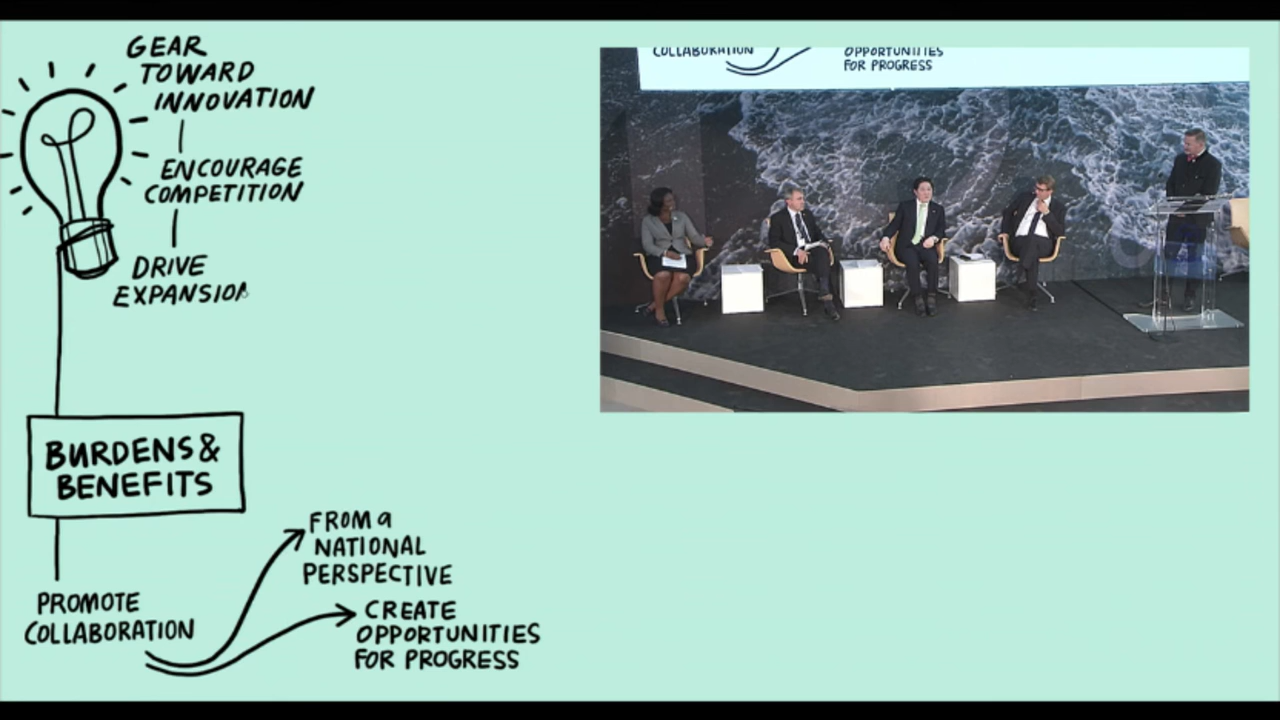 GEAR
TOWARD
INNOVATION
ENCOURAGE
COMPETITION
DRIVE
EXPANSION
BURDENS &
BENEFITS
PROMOTE
COLLABORATION
FROM a
NATIONAL
PERSPECTIVE
CREATE
OPPORTUNITIES
FOR PROGRESS
COLLABORATION
OPPORTUNITIES
FOR PROGRESS